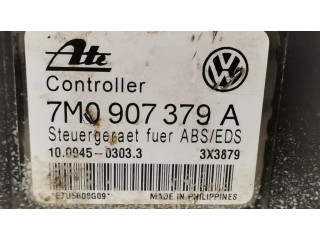 Ate
Controller
7M0 907 379 A
Steuergeraet fuer ABS/EDS
10.0945-0303.3 3X3879
MADE IN PHILIPPINES